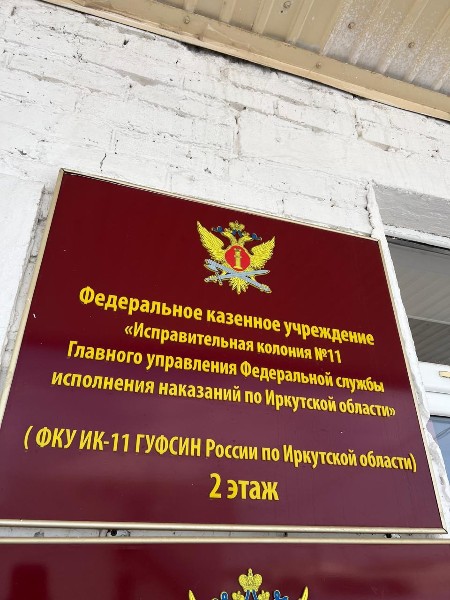 Федеральное казенное учреждение
«Исправительная колония №11
Главного управления Федеральной службы
исполнения наказаний по Иркутской области»
( ФКУ ИК-11 ГУФСИН России по Иркутской области)
2 этаж